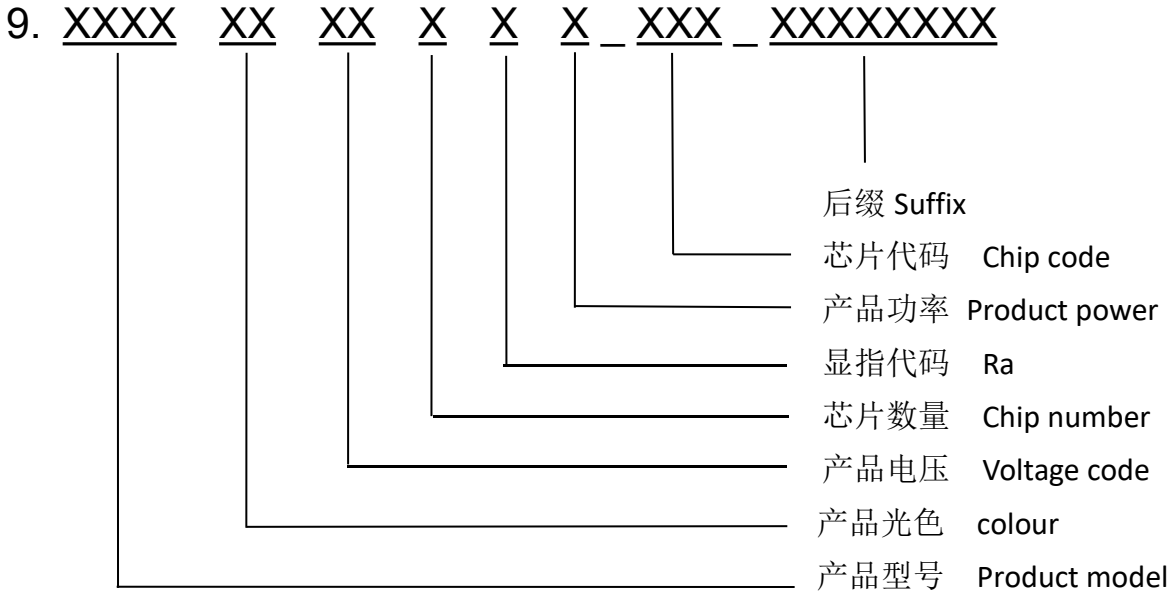 9. XXXX XX XX X X X _ XXX _ XXXXXXXX
后缀 Suffix
芯片代码 Chip code
产品功率 Product power
显指代码 Ra
芯片数量 Chip number
产品电压 Voltage code
产品光色 colour
产品型号 Product model